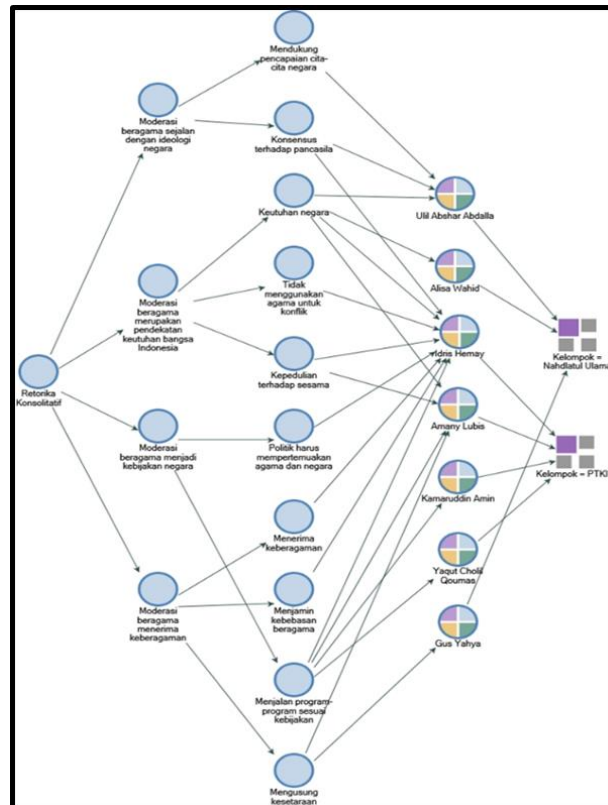 Mendukung
pencapaian cita-
cita negara
Moderasi
beragama sejalan
dengan ideologi
negara
Konsensus
terhadap pancasila
Keutuhan negara
Ulil Abshar Abdalla
Alisa Wahid
Moderasi
beragama
merupakan
pendekatan
keutuhan bangsa
Indonesia
Tidak
menggunakan
agama untuk
konflik
Idris Hemay
Kelompok =
Nahdlatul Ulama
Retorika
Konsolitatif
Kepedulian
terhadap sesama
Amany Lubis
Moderasi
beragama menjadi
kebijakan negara
Politik harus
mempertemukan
agama dan negara
Kelompok = PTKI
Kamaruddin Amin
Menerima
keberagaman
Yaqut Cholil
Qoumas
Moderasi
beragama
menerima
keberagaman
Menjamin
kebebasan
beragama
Gus Yahya
Menjalan program-
program sesuai
kebijakan
Mengusung
kesetaraan